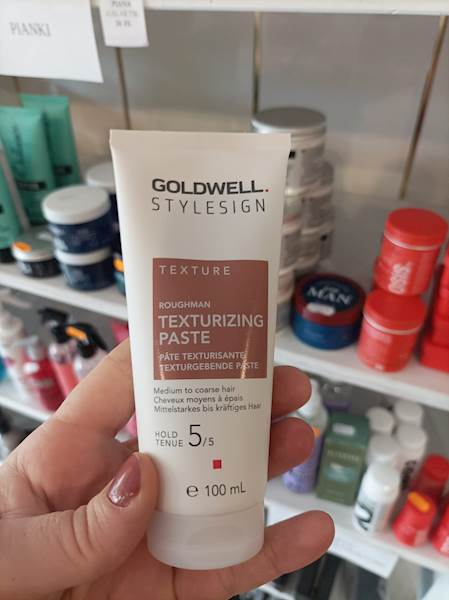 PIANKI
GOLDWELL.
STYLESIGN
TEXTURE
ROUGHMAN
TEXTURIZING
PASTE
PÂTE TEXTURISANTE
TEXTURGEBENDE PASTE
Medium to coarse hair
Cheveux moyens à épais
Mittelstarkes bis kräftiges Haar
HOLD
TENUE 5/5
℮ 100 mL
MAN